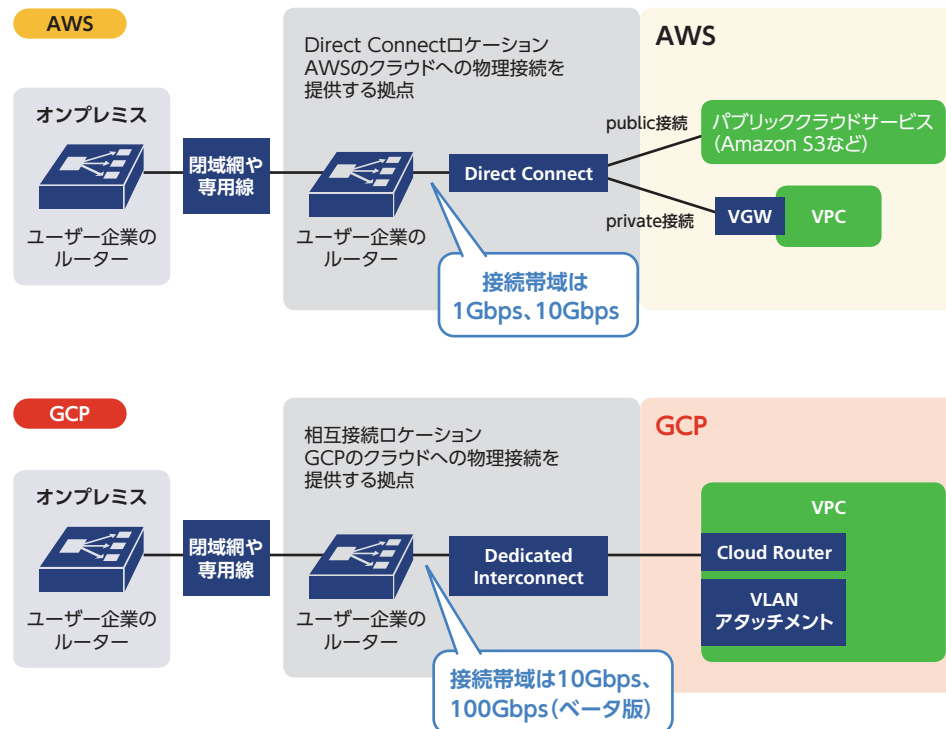 AWS
オンプレミス
ユーザー企業の
ルーター
閉域網や
専用線
Direct Connectロケーション
AWSのクラウドへの物理接続を
提供する拠点
ユーザー企業の
ルーター
Direct Connect
接続帯域は
1Gbps、10Gbps
AWS
public接続
パブリッククラウドサービス
(Amazon S3など)
private接続
VGW
VPC
GCP
オンプレミス
ユーザー企業の
ルーター
閉域網や
専用線
相互接続ロケーション
GCPのクラウドへの物理接続を
提供する拠点
ユーザー企業の
ルーター
Dedicated
Interconnect
接続帯域は10Gbps、
100Gbps(ベータ版)
GCP
VPC
Cloud Router
VLAN
アタッチメント